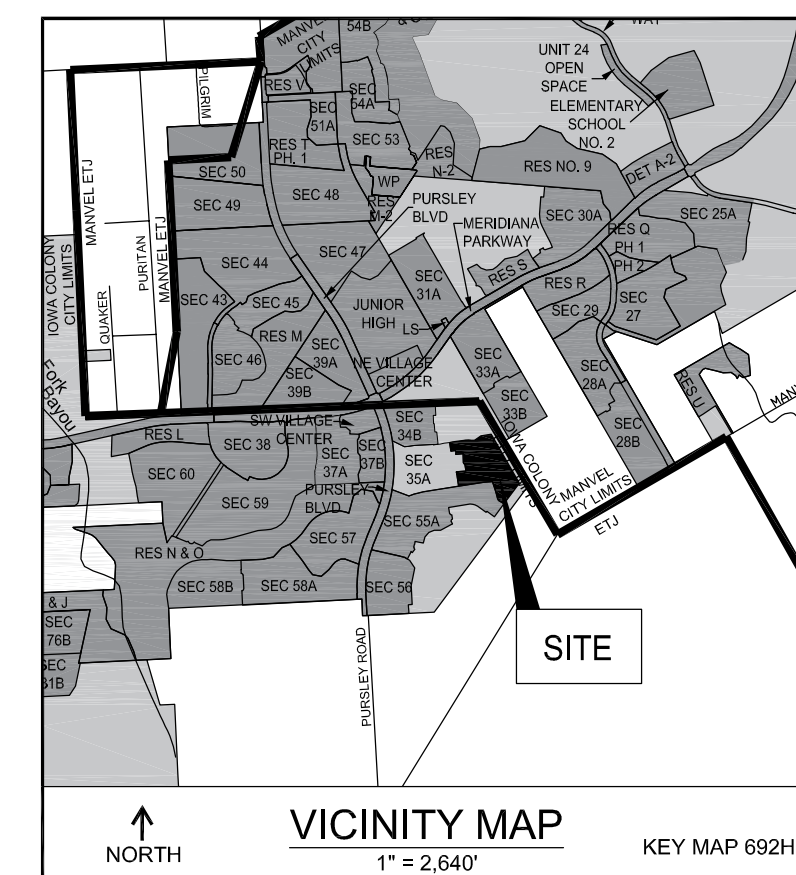 WAY
54B
& C
MANVEL
CITY
LIMITS
UNIT 24
OPEN
SPACE
ELEMENTARY
SCHOOL
NO. 2
PILGRIM
RES V
SEC
54A
SEC
51A
SEC 53
RES T
PH. 1
RES
N-2
RES NO. 9
DET A-2
SEC 50
WP
RES
M-2
SEC 48
SEC 49
PURSLEY
BLVD
MERIDIANA
PARKWAY
SEC 30A
SEC 25A
RES Q
PH 1
PH 2
MANVEL ETJ
PURITAN
MANVEL ETJ
IOWA COLONY
CITY LIMITS
QUAKER
SEC 44
SEC 47
SEC
31A
RES S
RES R
SEC 43
SEC 45
JUNIOR
HIGH
LS
SEC 29
SEC
27
RES M
SEC 46
SEC
39A
SEC
39B
NE VILLAGE
CENTER
SEC
33A
SEC
33B
SEC
28A
SEC
28B
RES U
MAN
Fork
Bayou
RES L
SEC 38
SW VILLAGE
CENTER
SEC
34B
SEC
37A
SEC
37B
SEC
35A
IOWA COLONY
LIMITS
MANVEL
CITY LIMITS
ETJ
SEC 60
SEC 59
PURSLEY
BLVD
SEC 55A
SEC 57
RES N & O
SEC 58B
SEC 58A
SEC 56
& J
SEC
76B
SEC
81B
PURSLEY ROAD
SITE
NORTH
VICINITY MAP
1" = 2,640'
KEY MAP 692H